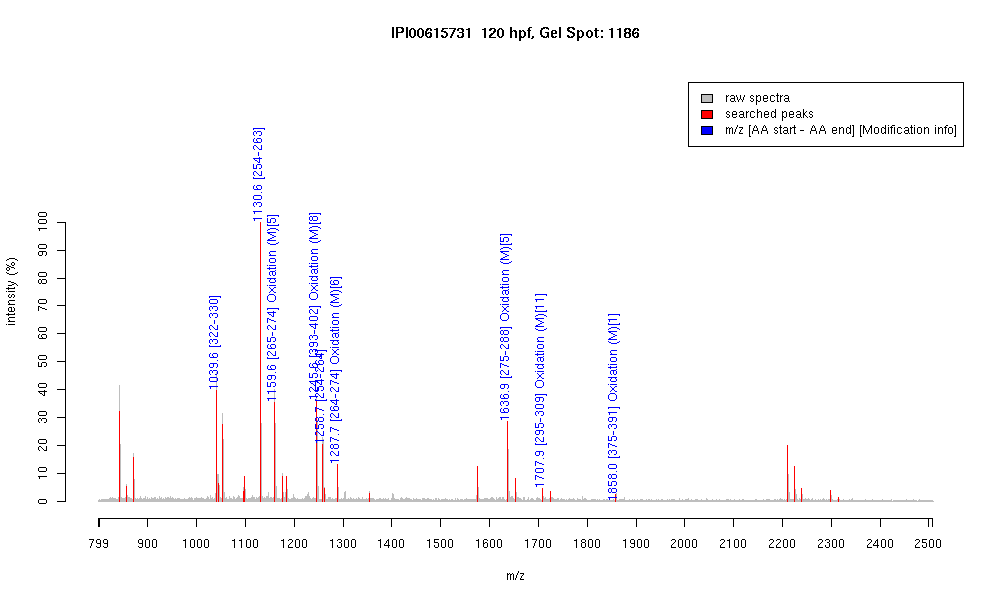 IPI00615731 120 hpf, Gel Spot: 1186
raw spectra
searched peaks
m/z [AA start - AA end] [Modification info]
intensity (%)
100
90
80
70
60
50
40
30
20
10
0
1039.6 [322-330]
1130.6 [254-263]
1159.6 [265-274] Oxidation (M)[5]
1245.6 [393-402] Oxidation (M)[8]
1258.7 [254-264]
1287.7 [264-274] Oxidation (M)[6]
1636.9 [275-288] Oxidation (M)[5]
1707.9 [295-309] Oxidation (M)[11]
1858.0 [375-391] Oxidation (M)[1]
799 900 1000 1100 1200 1300 1400 1500 1600 1700 1800 1900 2000 2100 2200 2300 2400 2500
m/z